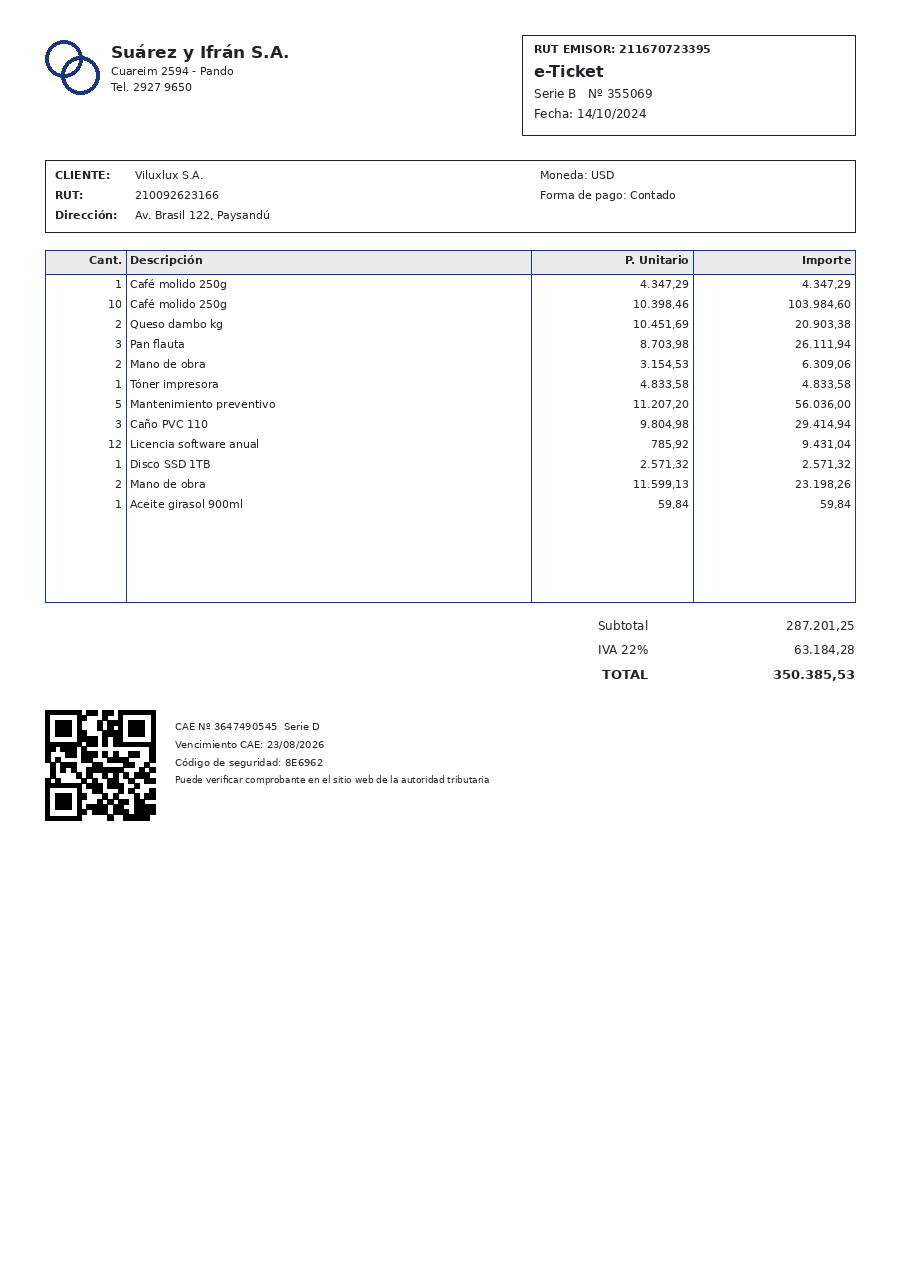 Suárez y Ifrán S.A.
Cuareim 2594 - Pando
Tel. 2927 9650
RUT EMISOR: 211670723395
e-Ticket
Serie B Nº 355069
Fecha: 14/10/2024
CLIENTE: Viluxlux S.A.
RUT: 210092623166
Dirección: Av. Brasil 122, Paysandú
Moneda: USD
Forma de pago: Contado
Cant. Descripción P. Unitario Importe
1 Café molido 250g 4.347,29 4.347,29
10 Café molido 250g 10.398,46 103.984,60
2 Queso dambo kg 10.451,69 20.903,38
3 Pan flauta 8.703,98 26.111,94
2 Mano de obra 3.154,53 6.309,06
1 Tóner impresora 4.833,58 4.833,58
5 Mantenimiento preventivo 11.207,20 56.036,00
3 Caño PVC 110 9.804,98 29.414,94
12 Licencia software anual 785,92 9.431,04
1 Disco SSD 1TB 2.571,32 2.571,32
2 Mano de obra 11.599,13 23.198,26
1 Aceite girasol 900ml 59,84 59,84
Subtotal 287.201,25
IVA 22% 63.184,28
TOTAL 350.385,53
CAE Nº 3647490545 Serie D
Vencimiento CAE: 23/08/2026
Código de seguridad: 8E6962
Puede verificar comprobante en el sitio web de la autoridad tributaria